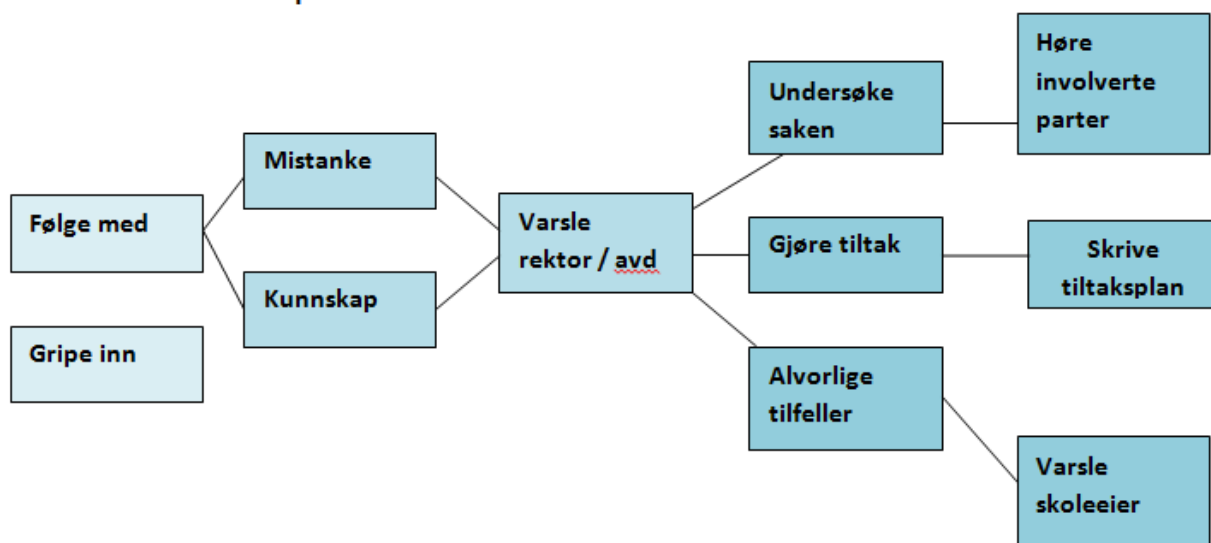 Følge med
Gripe inn
Mistanke
Kunnskap
Varsle
rektor / avd
Undersøke
saken
Gjøre tiltak
Alvorlige
tilfeller
Høre
involverte
parter
Skrive
tiltaksplan
Varsle
skoleeier